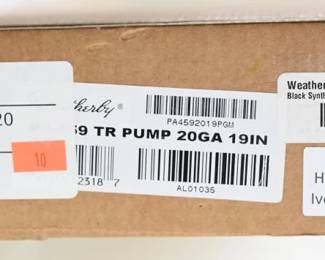 20
10
therby®
PA4592019PGM
59 TR PUMP 20GA 19IN
2318 7
AL01035
Weather
Black Synth
H
Ive